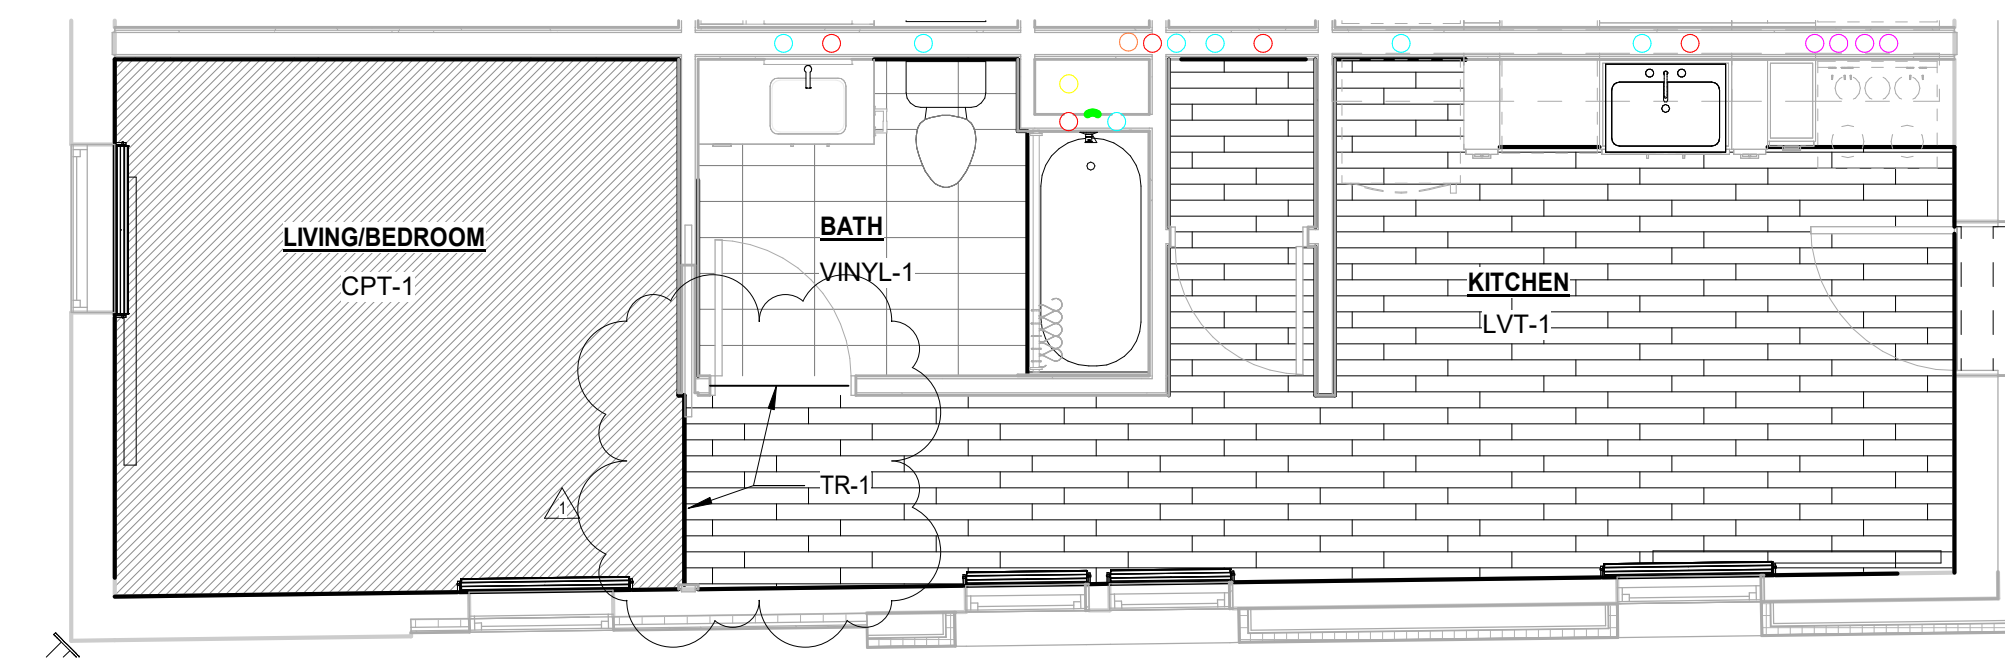 LIVING/BEDROOM
CPT-1
BATH
VINYL-1
KITCHEN
LVT-1
TR-1
1